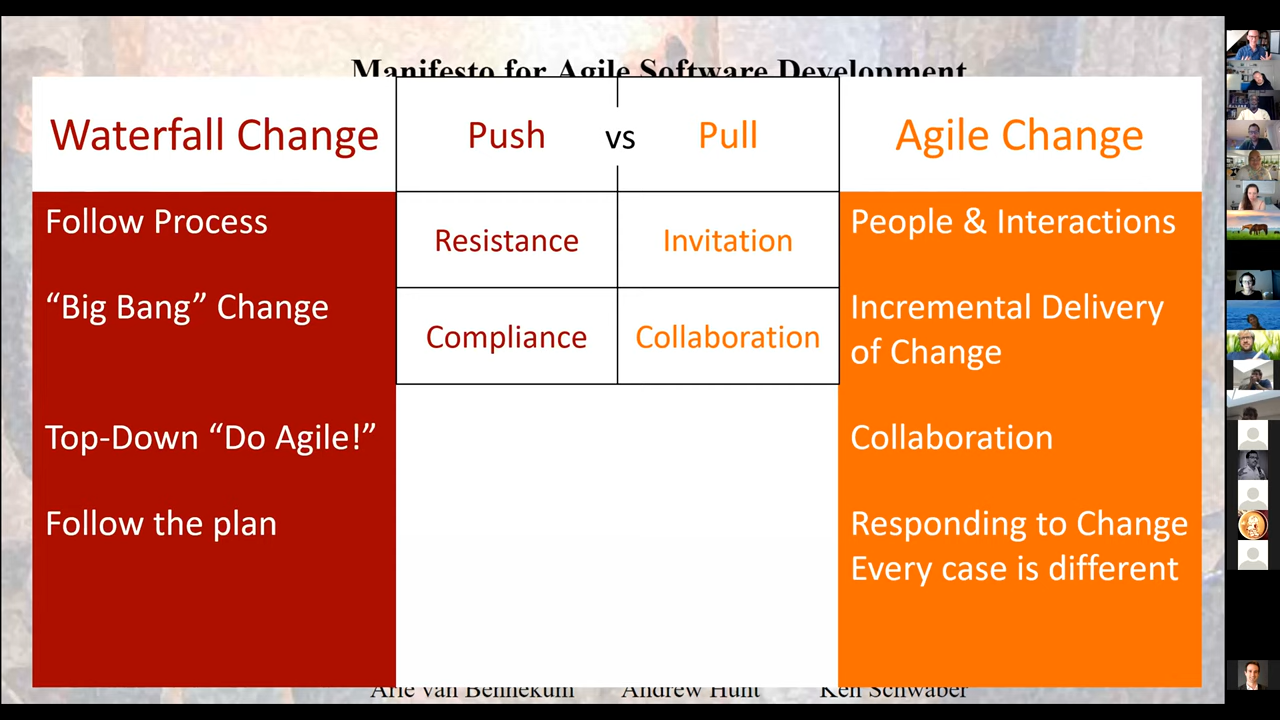 Manifesto for Agile Software Development
Waterfall Change
Push vs Pull
Agile Change
Follow Process
“Big Bang” Change
Top-Down “Do Agile!”
Follow the plan
Resistance
Invitation
Compliance
Collaboration
People & Interactions
Incremental Delivery
of Change
Collaboration
Responding to Change
Every case is different
Arie van Bennekum Andrew Hunt Ken Schwaber